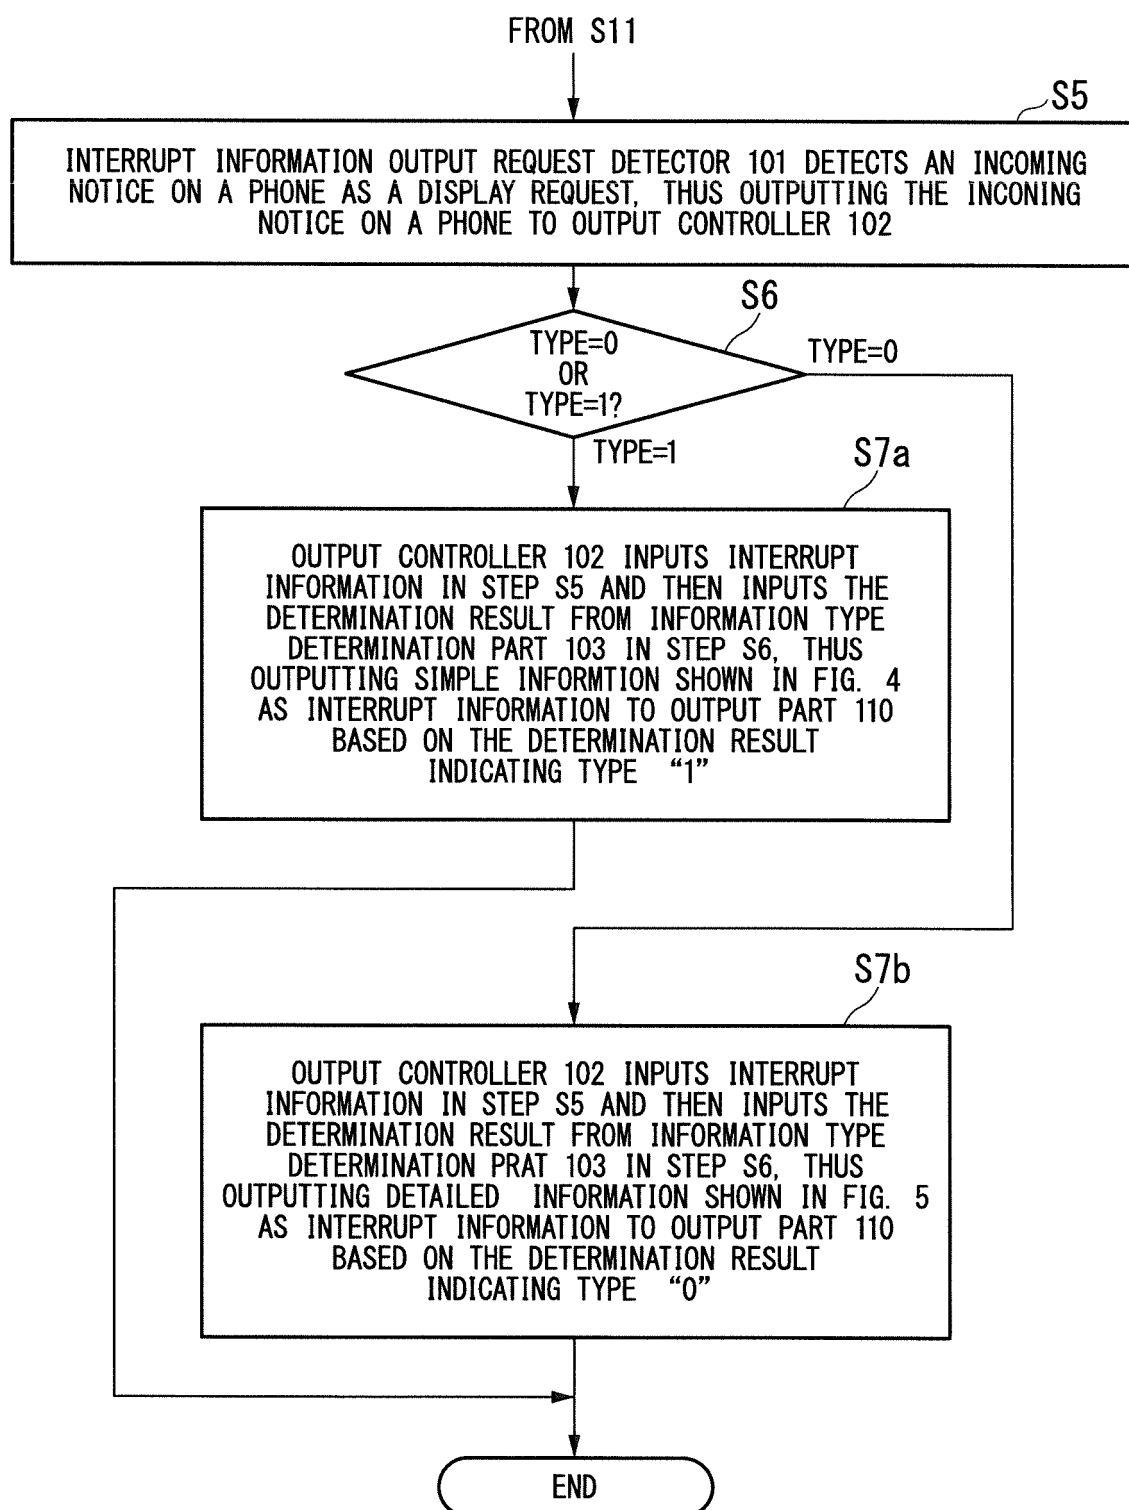 FROM S11
S5
INTERRUPT INFORMATION OUTPUT REQUEST DETECTOR 101 DETECTS AN INCOMING
NOTICE ON A PHONE AS A DISPLAY REQUEST, THUS OUTPUTTING THE INCONING
NOTICE ON A PHONE TO OUTPUT CONTROLLER 102
S6
TYPE=0
OR
TYPE=1?
TYPE=0
TYPE=1
S7a
OUTPUT CONTROLLER 102 INPUTS INTERRUPT
INFORMATION IN STEP S5 AND THEN INPUTS THE
DETERMINATION RESULT FROM INFORMATION TYPE
DETERMINATION PART 103 IN STEP S6, THUS
OUTPUTTING SIMPLE INFORMTION SHOWN IN FIG. 4
AS INTERRUPT INFORMATION TO OUTPUT PART 110
BASED ON THE DETERMINATION RESULT
INDICATING TYPE “1”
S7b
OUTPUT CONTROLLER 102 INPUTS INTERRUPT
INFORMATION IN STEP S5 AND THEN INPUTS THE
DETERMINATION RESULT FROM INFORMATION TYPE
DETERMINATION PRAT 103 IN STEP S6, THUS
OUTPUTTING DETAILED INFORMATION SHOWN IN FIG. 5
AS INTERRUPT INFORMATION TO OUTPUT PART 110
BASED ON THE DETERMINATION RESULT
INDICATING TYPE “0”
END